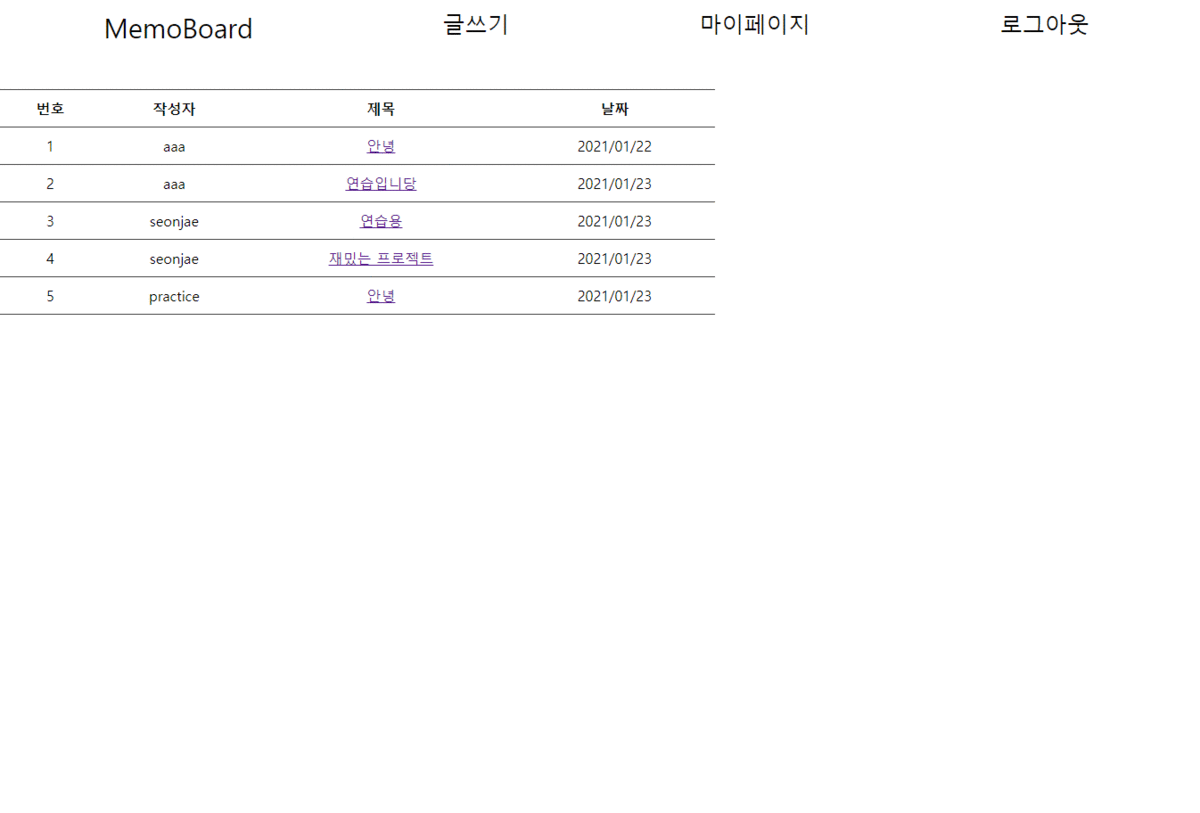 MemoBoard 글쓰기 마이페이지 로그아웃
번호 작성자 제목 날짜
1 aaa 안녕 2021/01/22
2 aaa 연습입니당 2021/01/23
3 seonjae 연습용 2021/01/23
4 seonjae 재밌는 프로젝트 2021/01/23
5 practice 안녕 2021/01/23